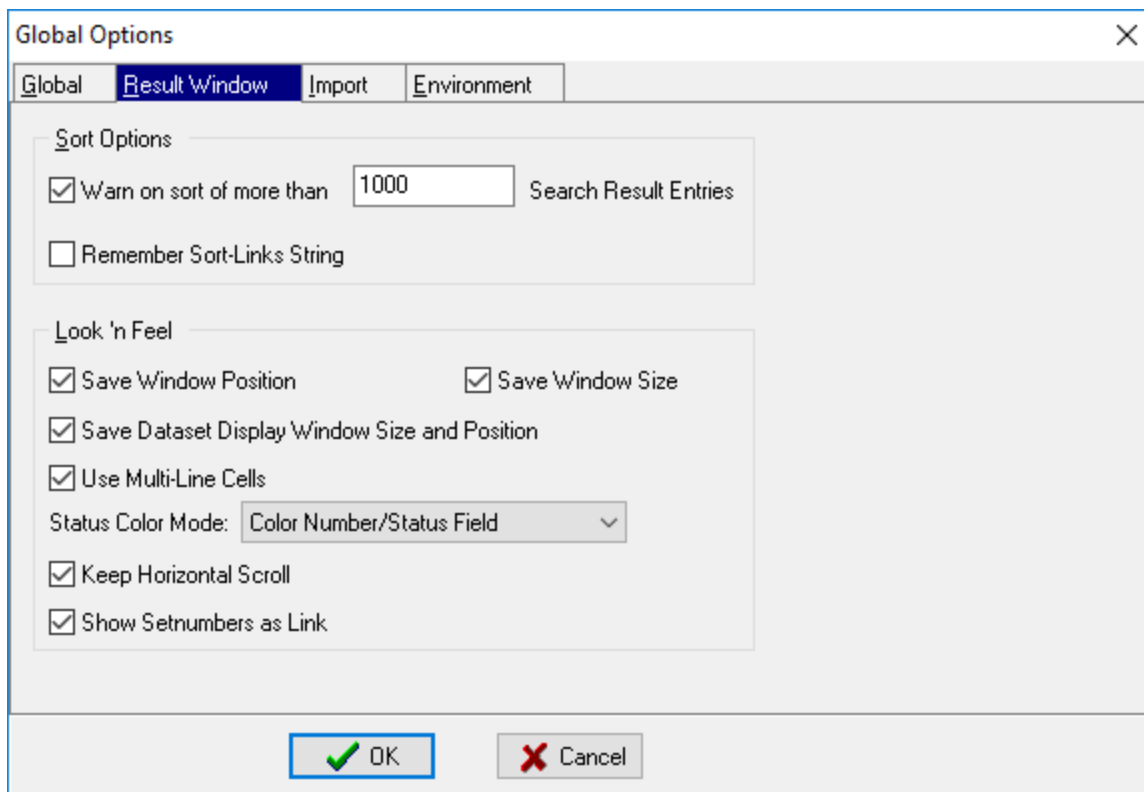 Global Options
Global Result Window Import Environment
Sort Options
Warn on sort of more than 1000 Search Result Entries
Remember Sort-Links String
Look 'n Feel
Save Window Position Save Window Size
Save Dataset Display Window Size and Position
Use Multi-Line Cells
Status Color Mode: Color Number/Status Field
Keep Horizontal Scroll
Show Setnumbers as Link
OK Cancel